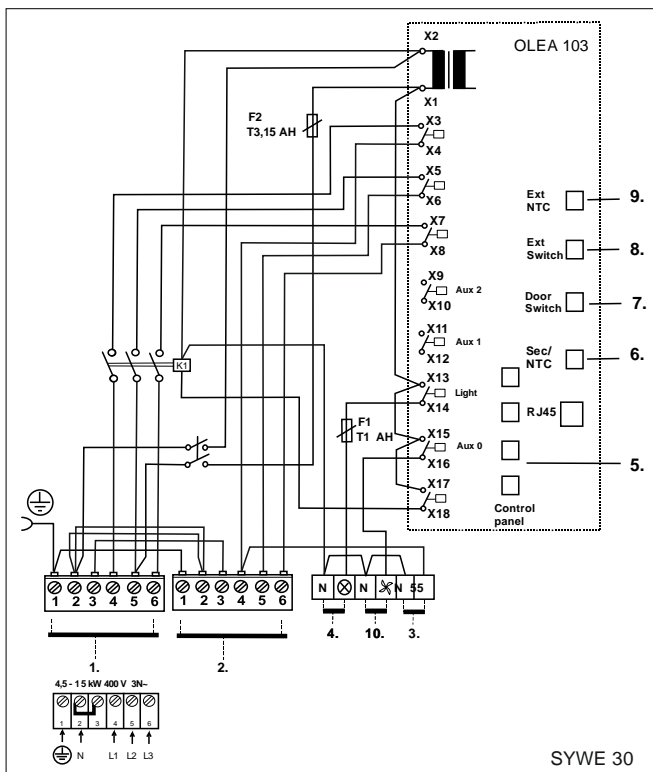 X2
OLEA 103
X1
F2
T3,15 AH
X3
X4
X5
X6
Ext
NTC
9.
X7
X8
Ext
Switch
8.
X9
X10
Aux 2
Door
Switch
7.
X11
X12
Aux 1
Sec/
NTC
6.
K1
X13
Light
X14
RJ45
F1
T1 AH
X15
Aux 0
X16
5.
X17
X18
Control
panel
1 2 3 4 5 6
1 2 3 4 5 6
N N N 55
4. 10. 3.
1. 2.
4,5 - 15 kW 400 V 3N~
1 2 3 4 5 6
N L1 L2 L3
SYWE 30